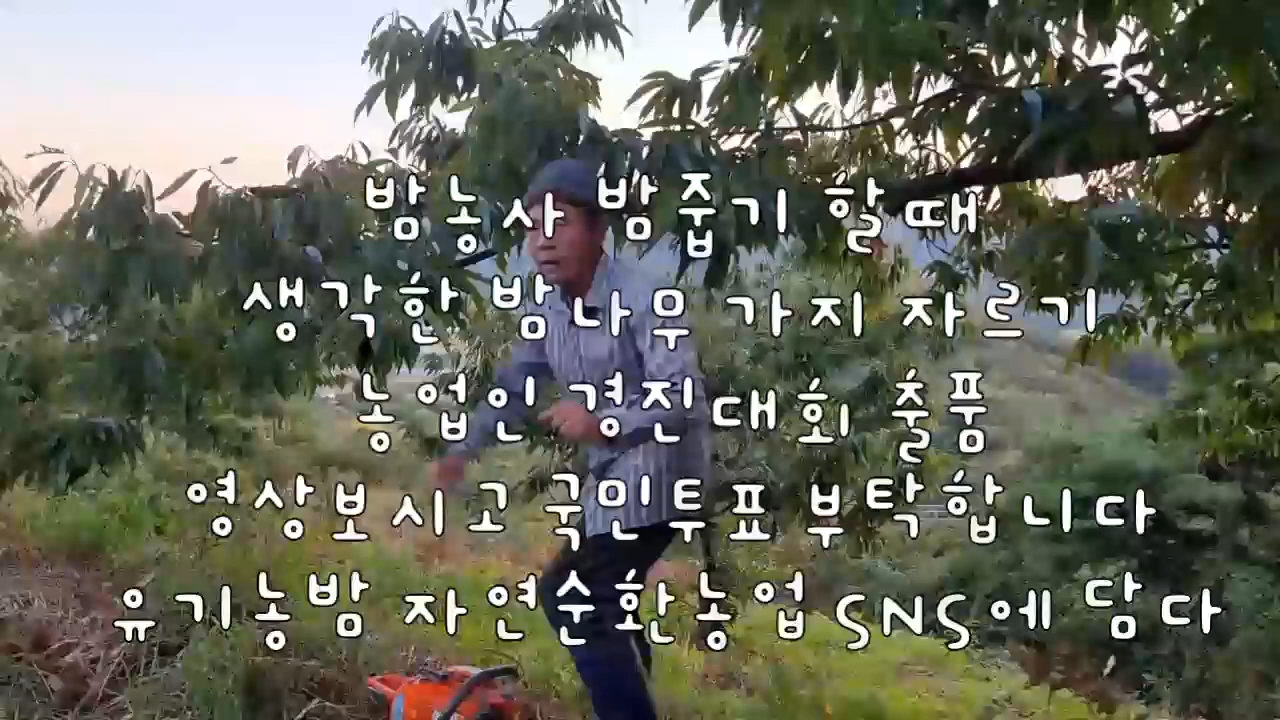 밤농사 밤줍기 할때
생각한 밤나무 가지 자르기
농업인 경진대회 출품
영상보시고 국민투표 부탁합니다
유기농밤 자연순환농업 SNS에 담다